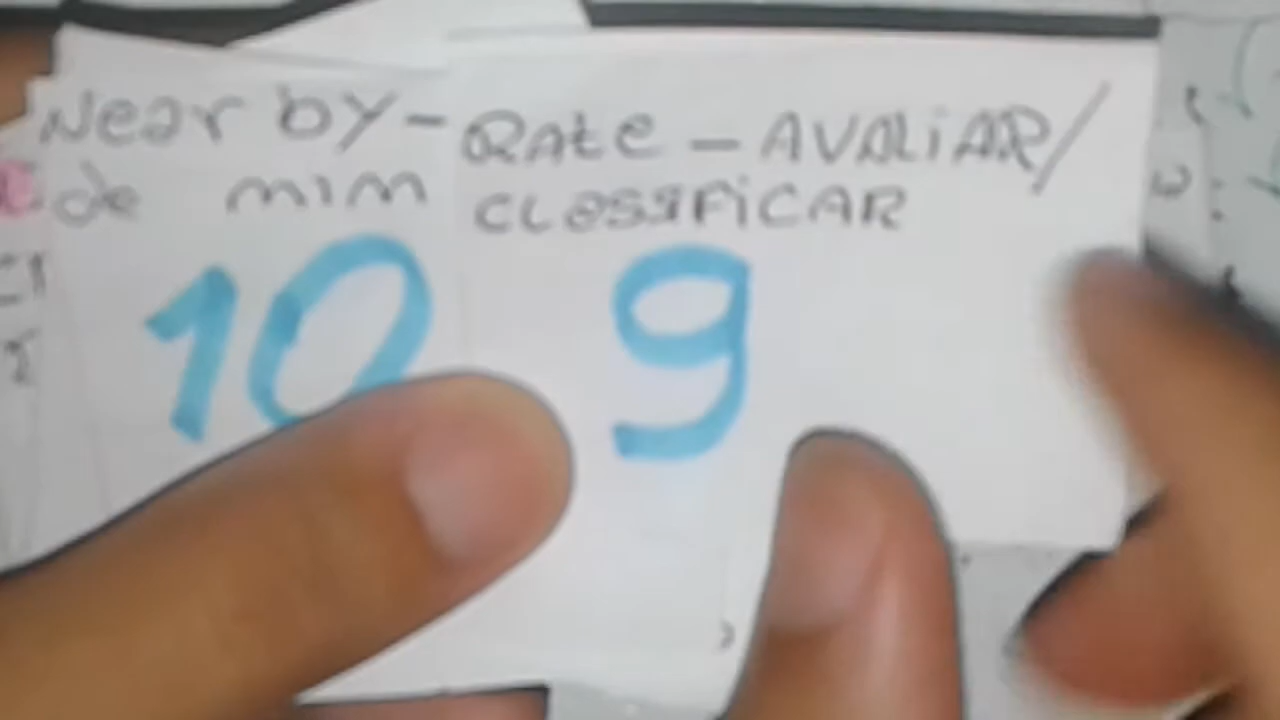 Near by-
de mim
10
Rate - AVALiAR/
CLASSIFiCAR
9